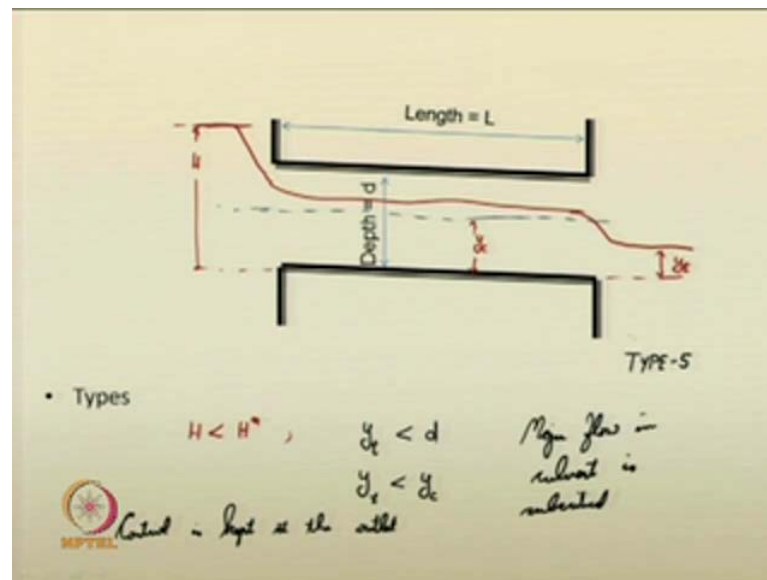 Length = L
H
Depth = d
yc
yt
TYPE-5
• Types
H < H* , yt < d Major flow in
yt < yc culvert is
subcritical
Control is kept at the outlet
NPTEL